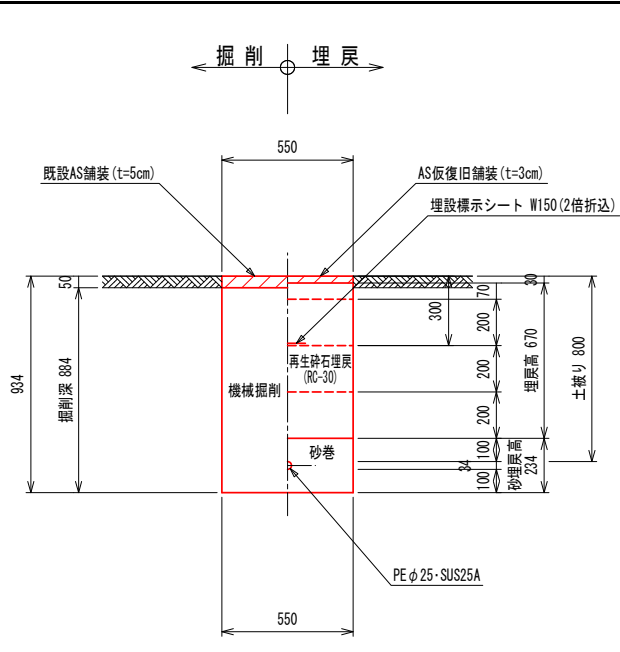 掘 削 埋 戻
550
既設AS舗装(t=5cm)
AS仮復旧舗装(t=3cm)
埋設標示シート W150(2倍折込)
50
30
70
300
200
再生砕石埋戻
(RC-30)
機械掘削
934
掘削深 884
200
埋戻高 670
土被り 800
200
砂巻
100
34
100
砂埋戻高
234
PEφ25・SUS25A
550